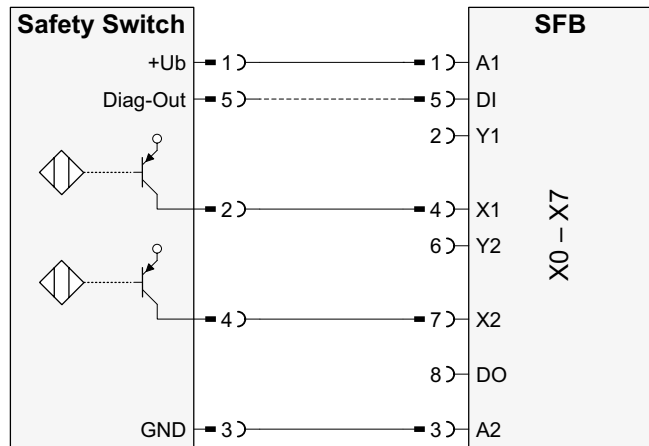 Safety Switch SFB
+Ub 1 1 A1
Diag-Out 5 5 DI
2 Y1
2 4 X1
6 Y2
X0 – X7
4 7 X2
8 DO
GND 3 3 A2